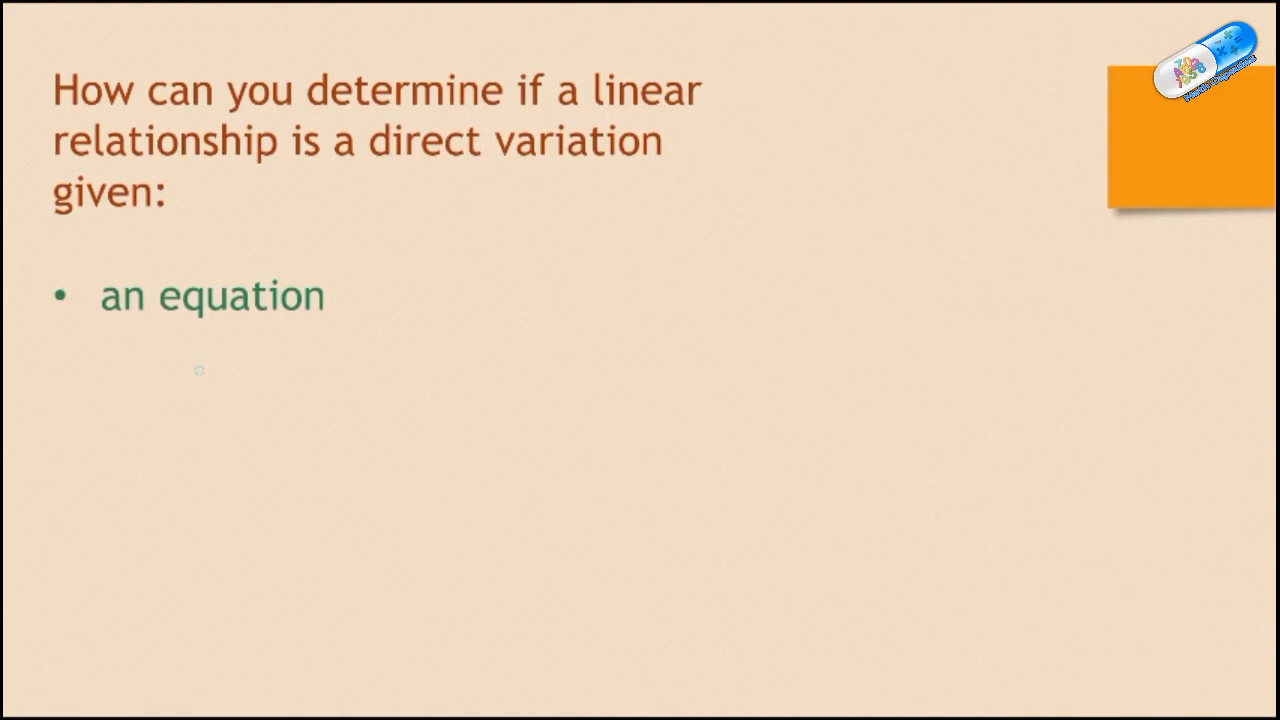 How can you determine if a linear
relationship is a direct variation
given:
• an equation